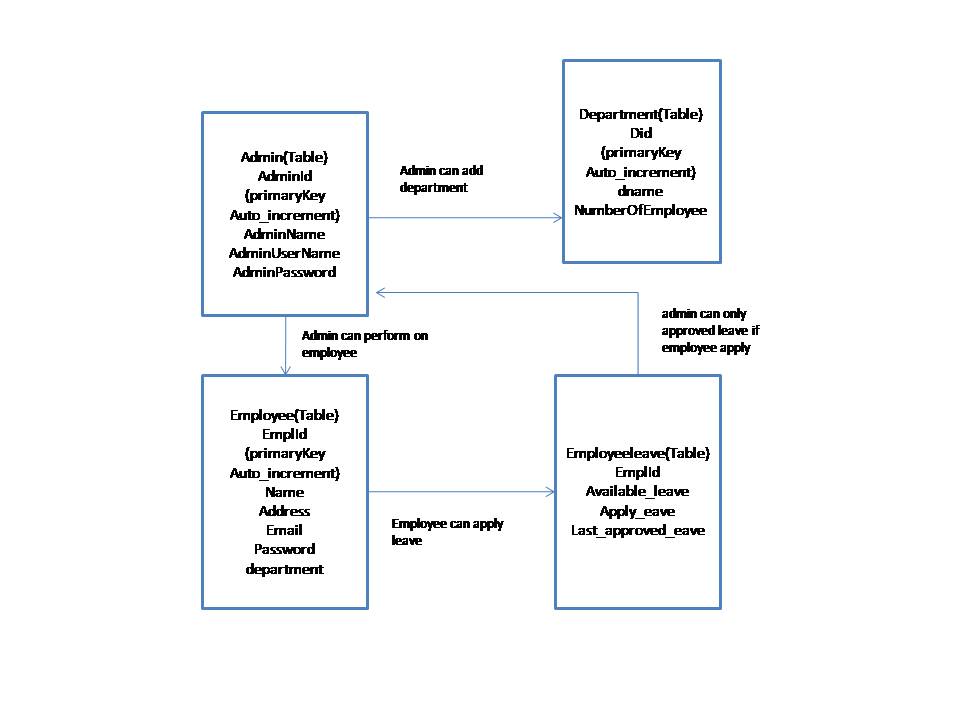 Admin(Table)
AdminId
(primaryKey
Auto_increment)
AdminName
AdminUserName
AdminPassword
Admin can add
department
Department(Table)
Did
(primaryKey
Auto_increment)
dname
NumberOfEmployee
Admin can perform on
employee
admin can only
approved leave if
employee apply
Employee(Table)
EmplId
(primaryKey
Auto_increment)
Name
Address
Email
Password
department
Employee can apply
leave
Employeeleave(Table)
EmplId
Available_leave
Apply_eave
Last_approved_eave